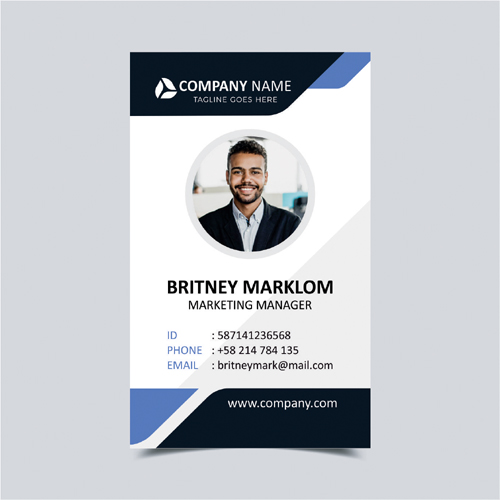 COMPANY NAME
TAGLINE GOES HERE
BRITNEY MARKLOM
MARKETING MANAGER
ID : 587141236568
PHONE : +58 214 784 135
EMAIL : britneymark@mail.com
www.company.com